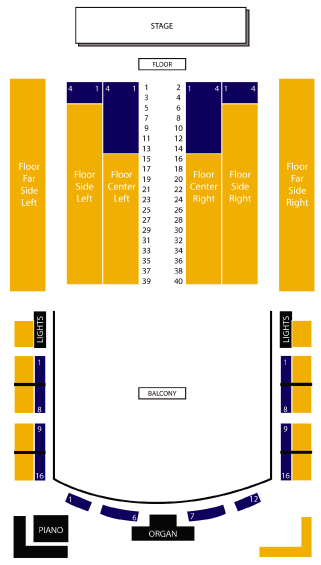 STAGE
FLOOR
4 1 4 1 1 2 1 4 1 4
3 4
5 6
7 8
9 10
11 12
13 14
15 16
17 18
19 20
21 22
23 24
25 26
27 28
29 30
31 32
33 34
35 36
37 38
39 40
Floor
Far
Side
Left
Floor
Side
Left
Floor
Center
Left
Floor
Center
Right
Floor
Side
Right
Floor
Far
Side
Right
LIGHTS
LIGHTS
1 1
BALCONY
8 8
9 9
16 16
1 6 7 12
PIANO
ORGAN